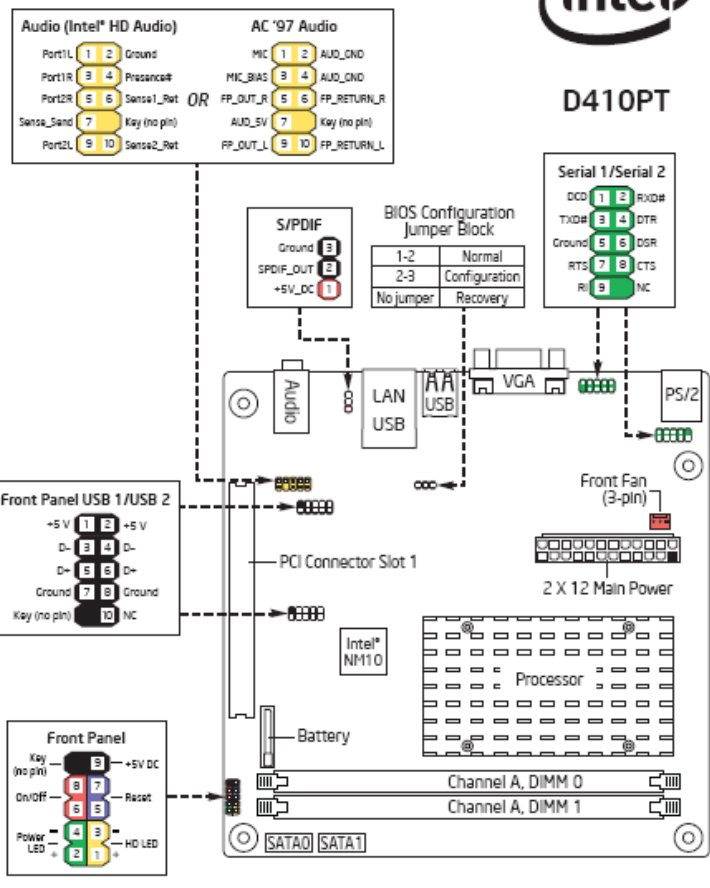 intel
D410PT
Audio (Intel® HD Audio)
Port1L 1 2 Ground
Port1R 3 4 Presence#
Port2R 5 6 Sense1_Ret
Sense_Send 7 Key (no pin)
Port2L 9 10 Sense2_Ret
OR
AC '97 Audio
MIC 1 2 AUD_GND
MIC_BIAS 3 4 AUD_GND
FP_OUT_R 5 6 FP_RETURN_R
AUD_5V 7 Key (no pin)
FP_OUT_L 9 10 FP_RETURN_L
S/PDIF
Ground 3
SPDIF_OUT 2
+5V_DC 1
BIOS Configuration
Jumper Block
1-2 Normal
2-3 Configuration
No jumper Recovery
Serial 1/Serial 2
DCD 1 2 RXD#
TXD# 3 4 DTR
Ground 5 6 DSR
RTS 7 8 CTS
RI 9 NC
Audio
LAN
USB
USB
VGA
PS/2
Front Panel USB 1/USB 2
+5 V 1 2 +5 V
D- 3 4 D-
D+ 5 6 D+
Ground 7 8 Ground
Key (no pin) 10 NC
Front Fan
(3-pin)
PCI Connector Slot 1
2 X 12 Main Power
Intel®
NM10
Processor
Battery
Front Panel
Key
(no pin)
9 +5V DC
On/Off
8 7
6 5
Reset
Power
LED
- 4 3 -
+ 2 1 +
HD LED
Channel A, DIMM 0
Channel A, DIMM 1
SATA0 SATA1